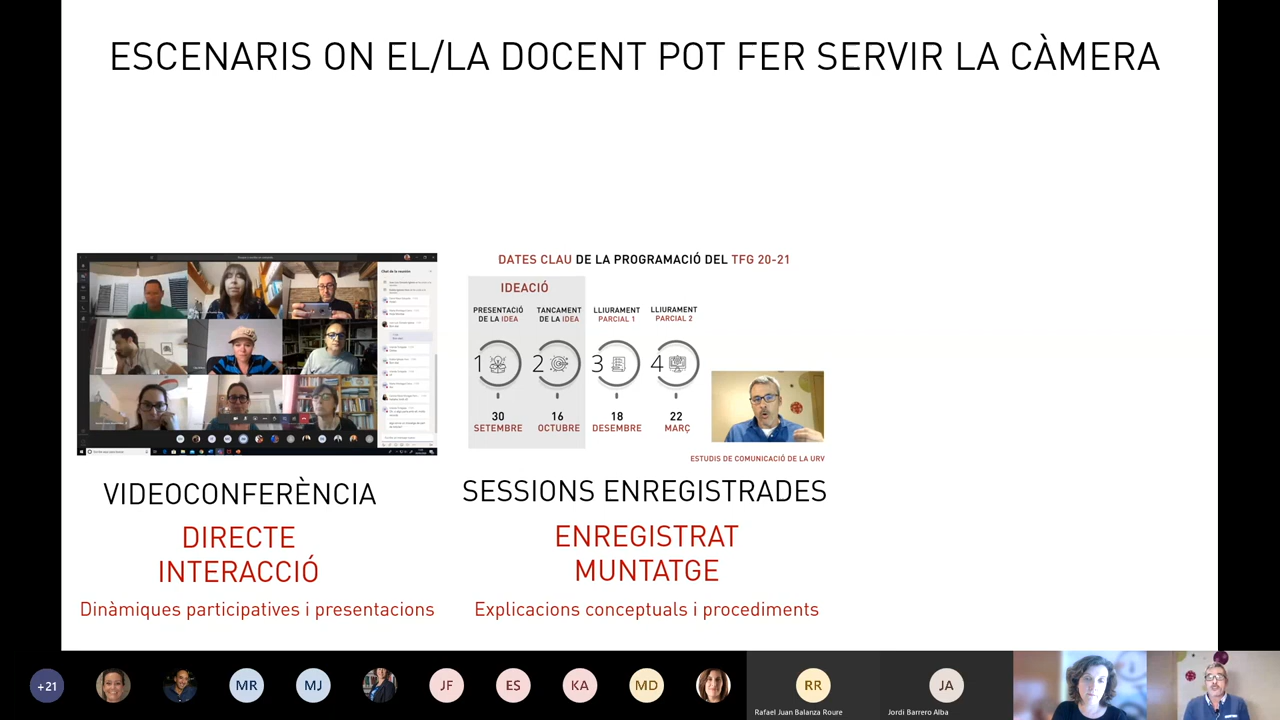 ESCENARIS ON EL/LA DOCENT POT FER SERVIR LA CÀMERA
DATES CLAU DE LA PROGRAMACIÓ DEL TFG 20-21
IDEACIÓ
PRESENTACIÓ
DE LA IDEA
TANCAMENT
DE LA IDEA
LLIURAMENT
PARCIAL 1
LLIURAMENT
PARCIAL 2
1
2
3
4
30
SETEMBRE
OCTUBRE
18
DESEMBRE
22
MARÇ
ESTUDIS DE COMUNICACIÓ DE LA URV
VIDEOCONFERÈNCIA
DIRECTE
INTERACCIÓ
Dinàmiques participatives i presentacions
SESSIONS ENREGISTRADES
ENREGISTRAT
MUNTATGE
Explicacions conceptuals i procediments
+21
MR
MJ
JF
ES
KA
MD
RR
Rafael Juan Balanza Roure
JA
Jordi Barrero Alba